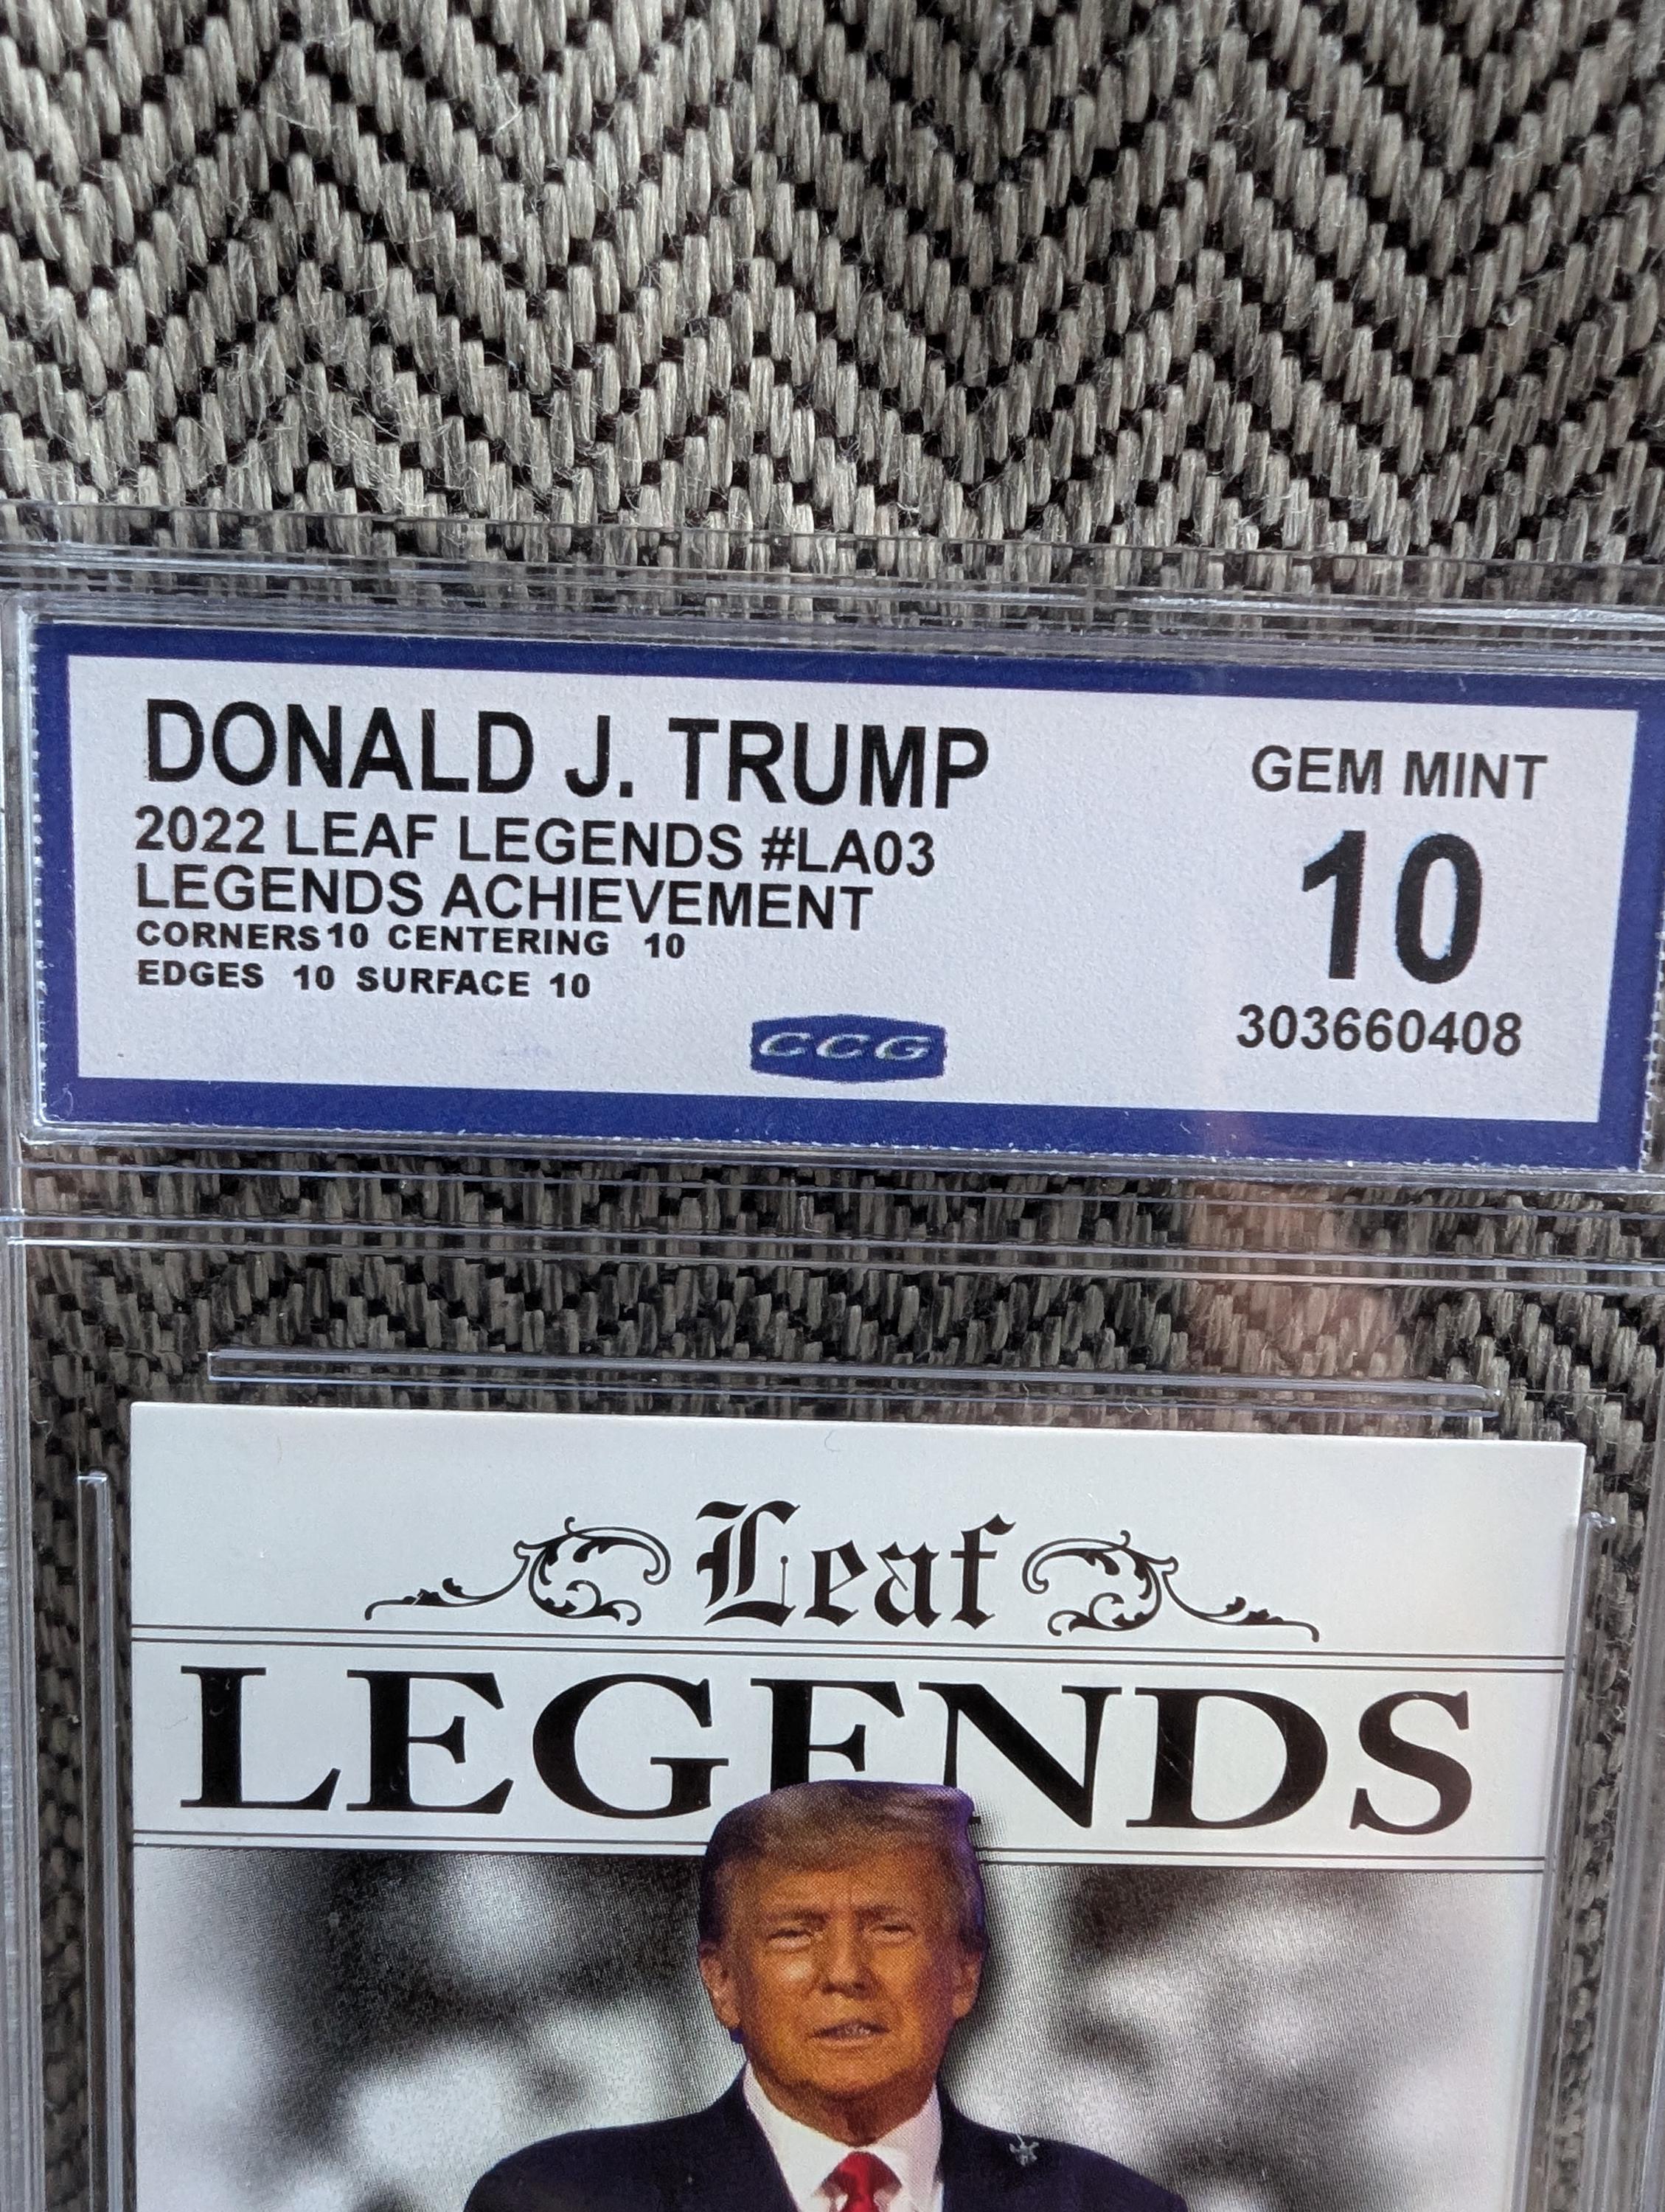 DONALD J. TRUMP
2022 LEAF LEGENDS #LA03
LEGENDS ACHIEVEMENT
CORNERS 10 CENTERING 10
EDGES 10 SURFACE 10
GEM MINT
10
303660408
CCG
Leaf
LEGENDS